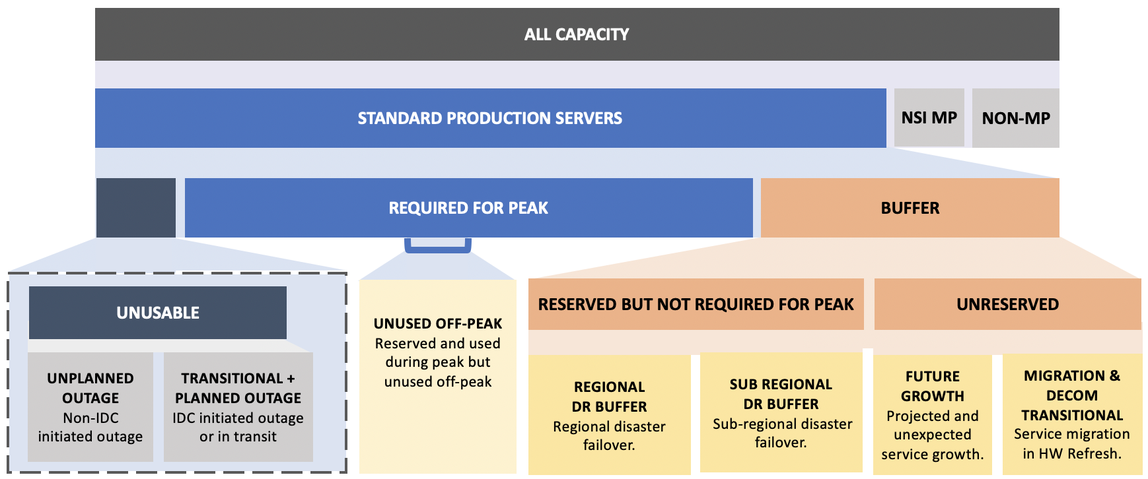 ALL CAPACITY
STANDARD PRODUCTION SERVERS
NSI MP
NON-MP
REQUIRED FOR PEAK
BUFFER
UNUSABLE
UNPLANNED
OUTAGE
Non-IDC
initiated outage
TRANSITIONAL +
PLANNED OUTAGE
IDC initiated outage
or in transit
UNUSED OFF-PEAK
Reserved and used
during peak but
unused off-peak
RESERVED BUT NOT REQUIRED FOR PEAK
UNRESERVED
REGIONAL
DR BUFFER
Regional disaster
failover.
SUB REGIONAL
DR BUFFER
Sub-regional disaster
failover.
FUTURE
GROWTH
Projected and
unexpected
service growth.
MIGRATION &
DECOM
TRANSITIONAL
Service migration
in HW Refresh.